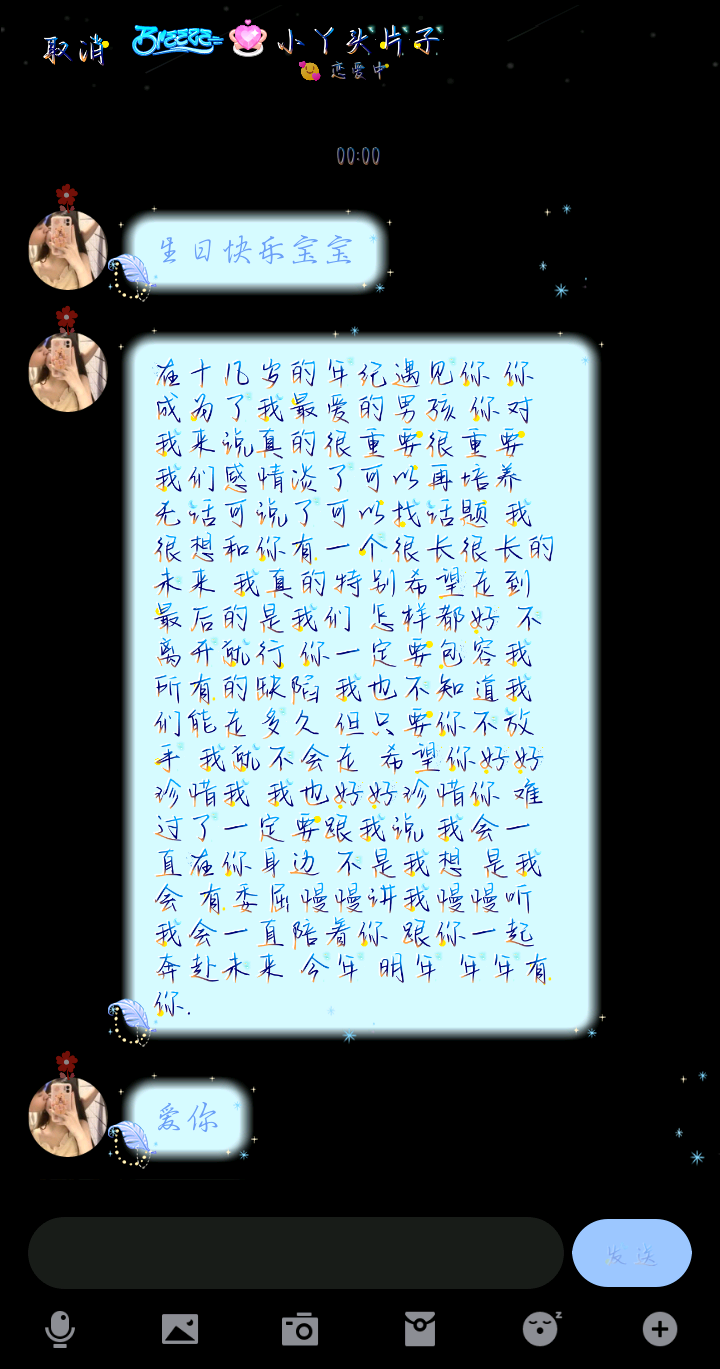 取消
Breeze
小丫头片子
恋爱中
00:00
生日快乐宝宝
在十几岁的年纪遇见你 你
成为了我最爱的男孩 你对
我来说真的很重要很重要
我们感情淡了可以再培养
无话可说了可以找话题 我
很想和你有一个很长很长的
未来 我真的特别希望走到
最后的是我们 怎样都好 不
离开就行 你一定要包容我
所有的缺陷 我也不知道我
们能走多久 但只要你不放
手 我就不会走 希望你好好
珍惜我 我也好好珍惜你 难
过了一定要跟我说 我会一
直在你身边 不是我想 是我
会 有委屈慢慢讲我慢慢听
我会一直陪着你 跟你一起
奔赴未来 今年 明年 年年有
你.
爱你
发送